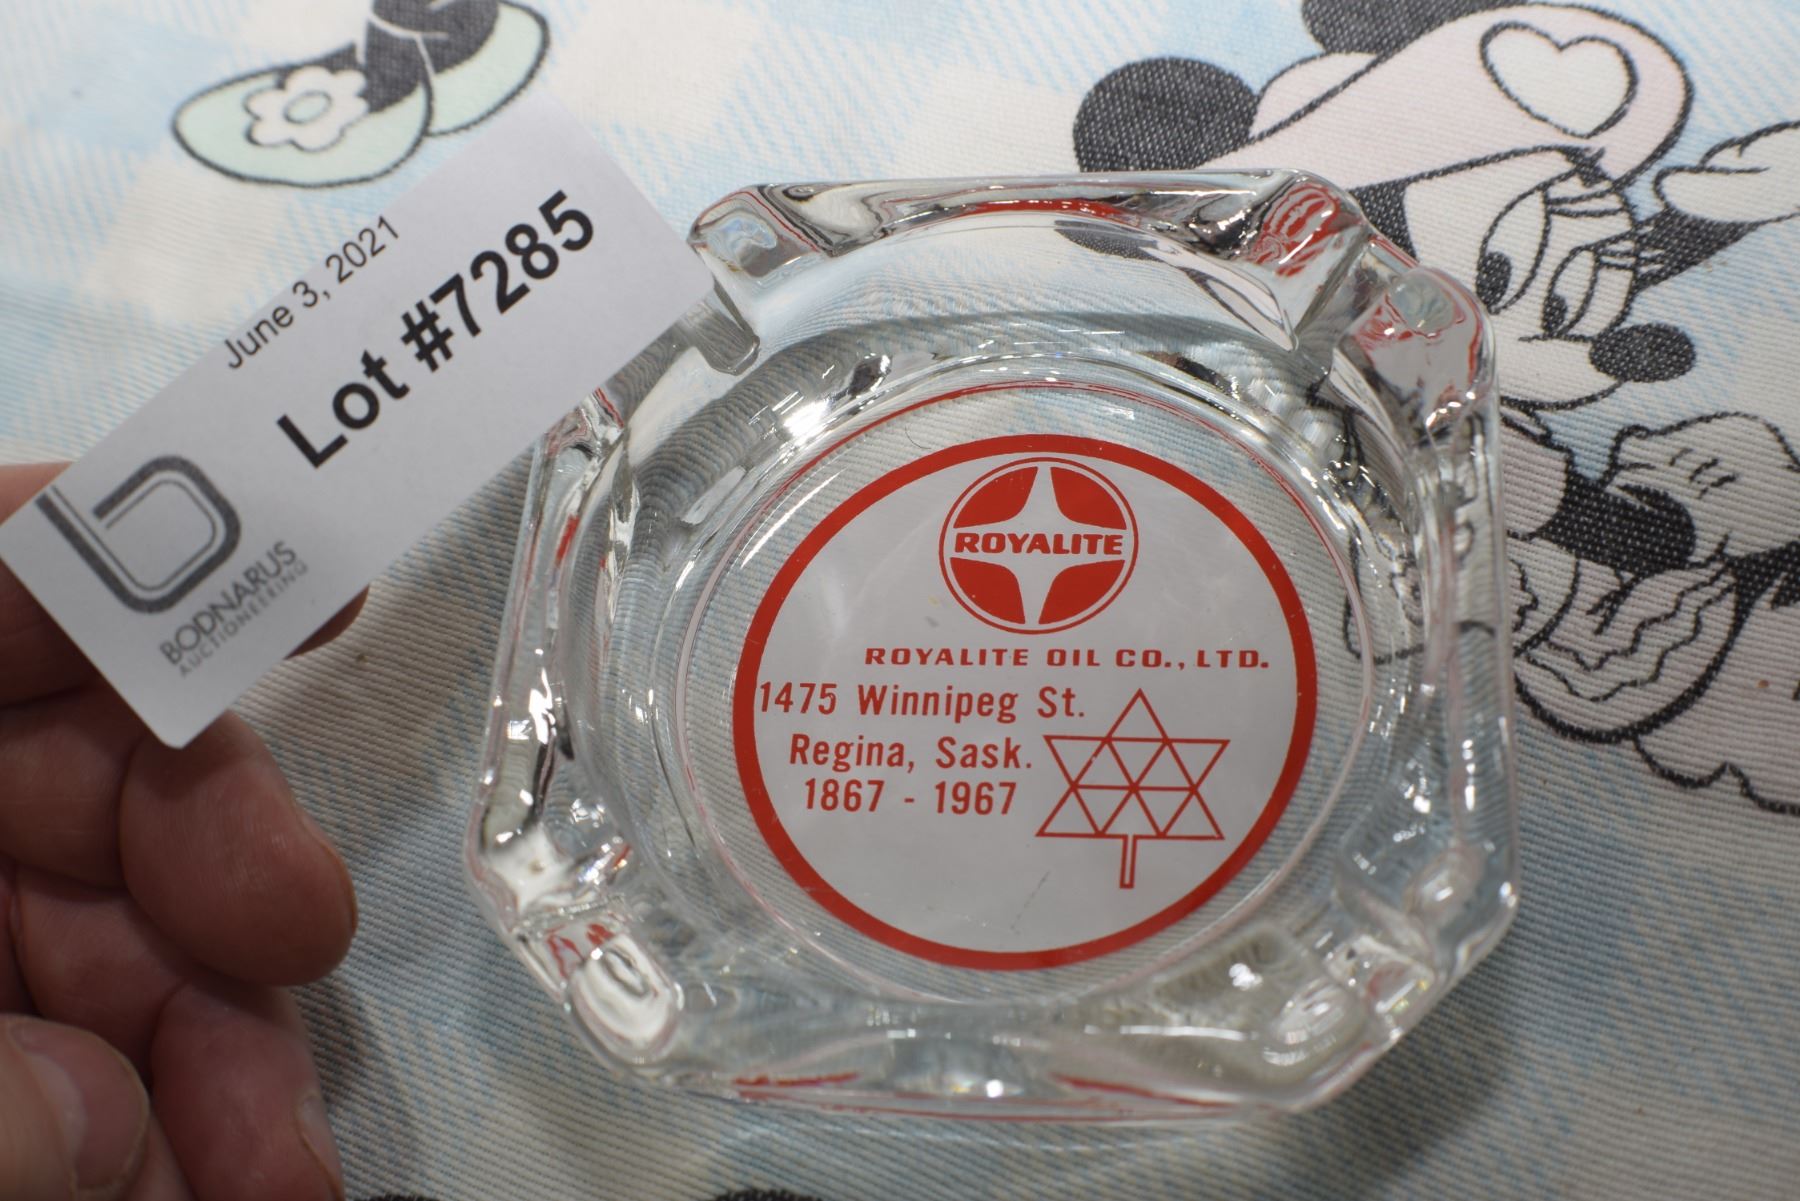 June 3, 2021
Lot #7285
BODNARUS
AUCTIONEERING
ROYALITE
ROYALITE OIL CO., LTD.
1475 Winnipeg St.
Regina, Sask.
1867 - 1967